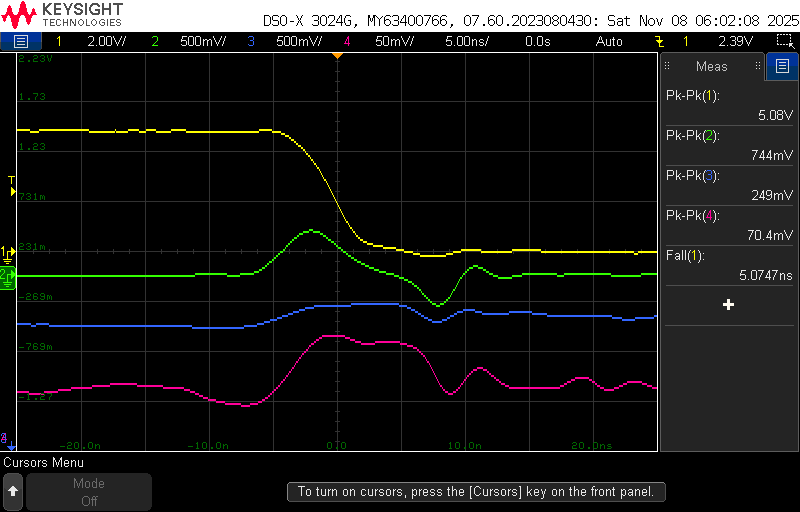 KEYSIGHT
TECHNOLOGIES
DSO-X 3024G, MY63400766, 07.60.2023080430: Sat Nov 08 06:02:08 2025
1 2.00V/ 2 500mV/ 3 500mV/ 4 50mV/ 5.00ns/ 0.0s Auto 1 2.39V
2.23V
1.73
1.23
T
731m
1
231m
2
-269m
-769m
-1.27
-20.0n -10.0n 0.0 10.0n 20.0ns
Meas
Pk-Pk(1):
5.08V
Pk-Pk(2):
744mV
Pk-Pk(3):
249mV
Pk-Pk(4):
70.4mV
Fall(1):
5.0747ns
Cursors Menu
Mode
Off
To turn on cursors, press the [Cursors] key on the front panel.